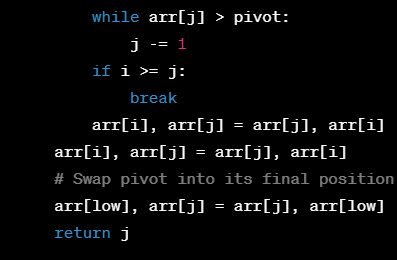 while arr[j] > pivot:
j -= 1
if i >= j:
break
arr[i], arr[j] = arr[j], arr[i]
arr[i], arr[j] = arr[j], arr[i]
# Swap pivot into its final position
arr[low], arr[j] = arr[j], arr[low]
return j